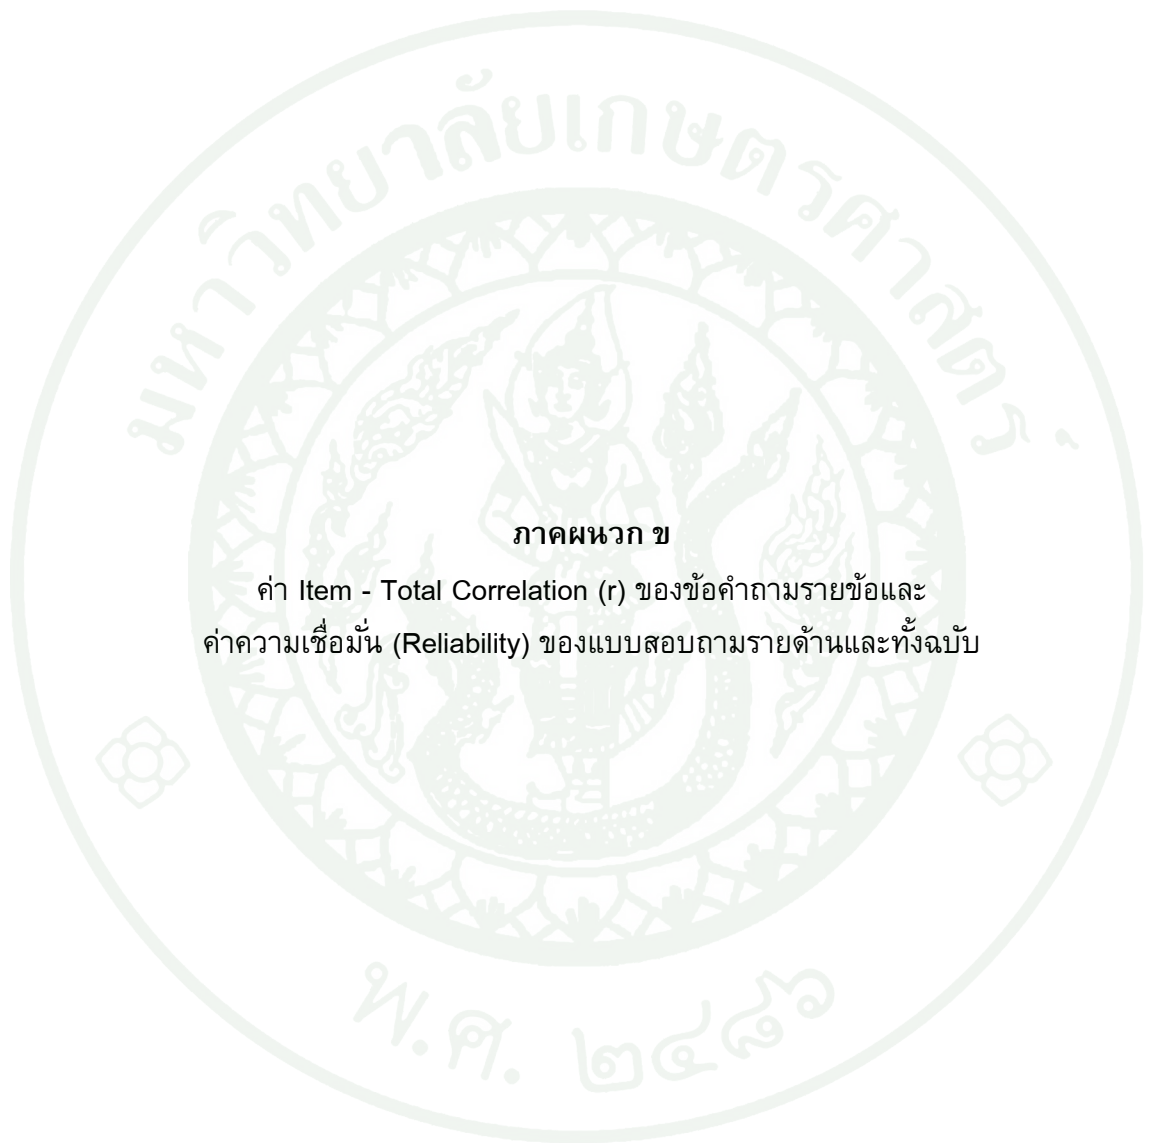 มหาวิทยาลัยเกษตรศาสตร์
ภาคผนวก ข
ค่า Item - Total Correlation (r) ของข้อคำถามรายข้อและ
ค่าความเชื่อมั่น (Reliability) ของแบบสอบถามรายด้านและทั้งฉบับ
พ.ศ. ๒๔๘๖